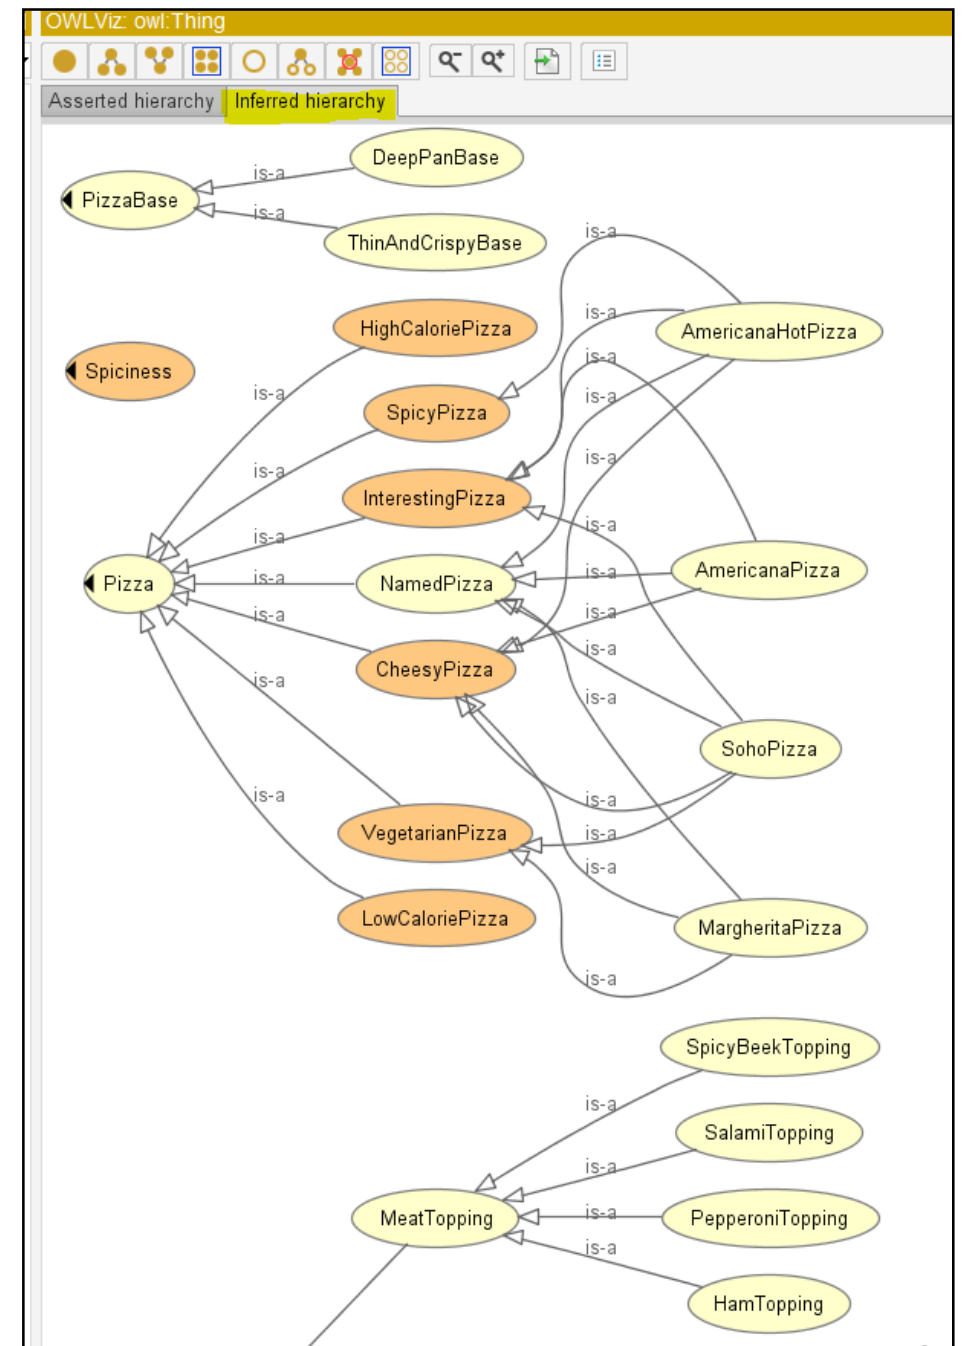 OWLViz: owl:Thing
Asserted hierarchy
Inferred hierarchy
DeepPanBase
is-a
PizzaBase
is-a
ThinAndCrispyBase
is-a
HighCaloriePizza
is-a
AmericanaHotPizza
is-a
Spiciness
is-a
is-a
SpicyPizza
is-a
is-a
InterestingPizza
is-a
is-a
AmericanaPizza
is-a
Pizza
is-a
NamedPizza
is-a
is-a
is-a
CheesyPizza
is-a
is-a
SohoPizza
is-a
is-a
VegetarianPizza
is-a
is-a
LowCaloriePizza
MargheritaPizza
is-a
SpicyBeekTopping
is-a
SalamiTopping
is-a
MeatTopping
is-a
PepperoniTopping
is-a
HamTopping